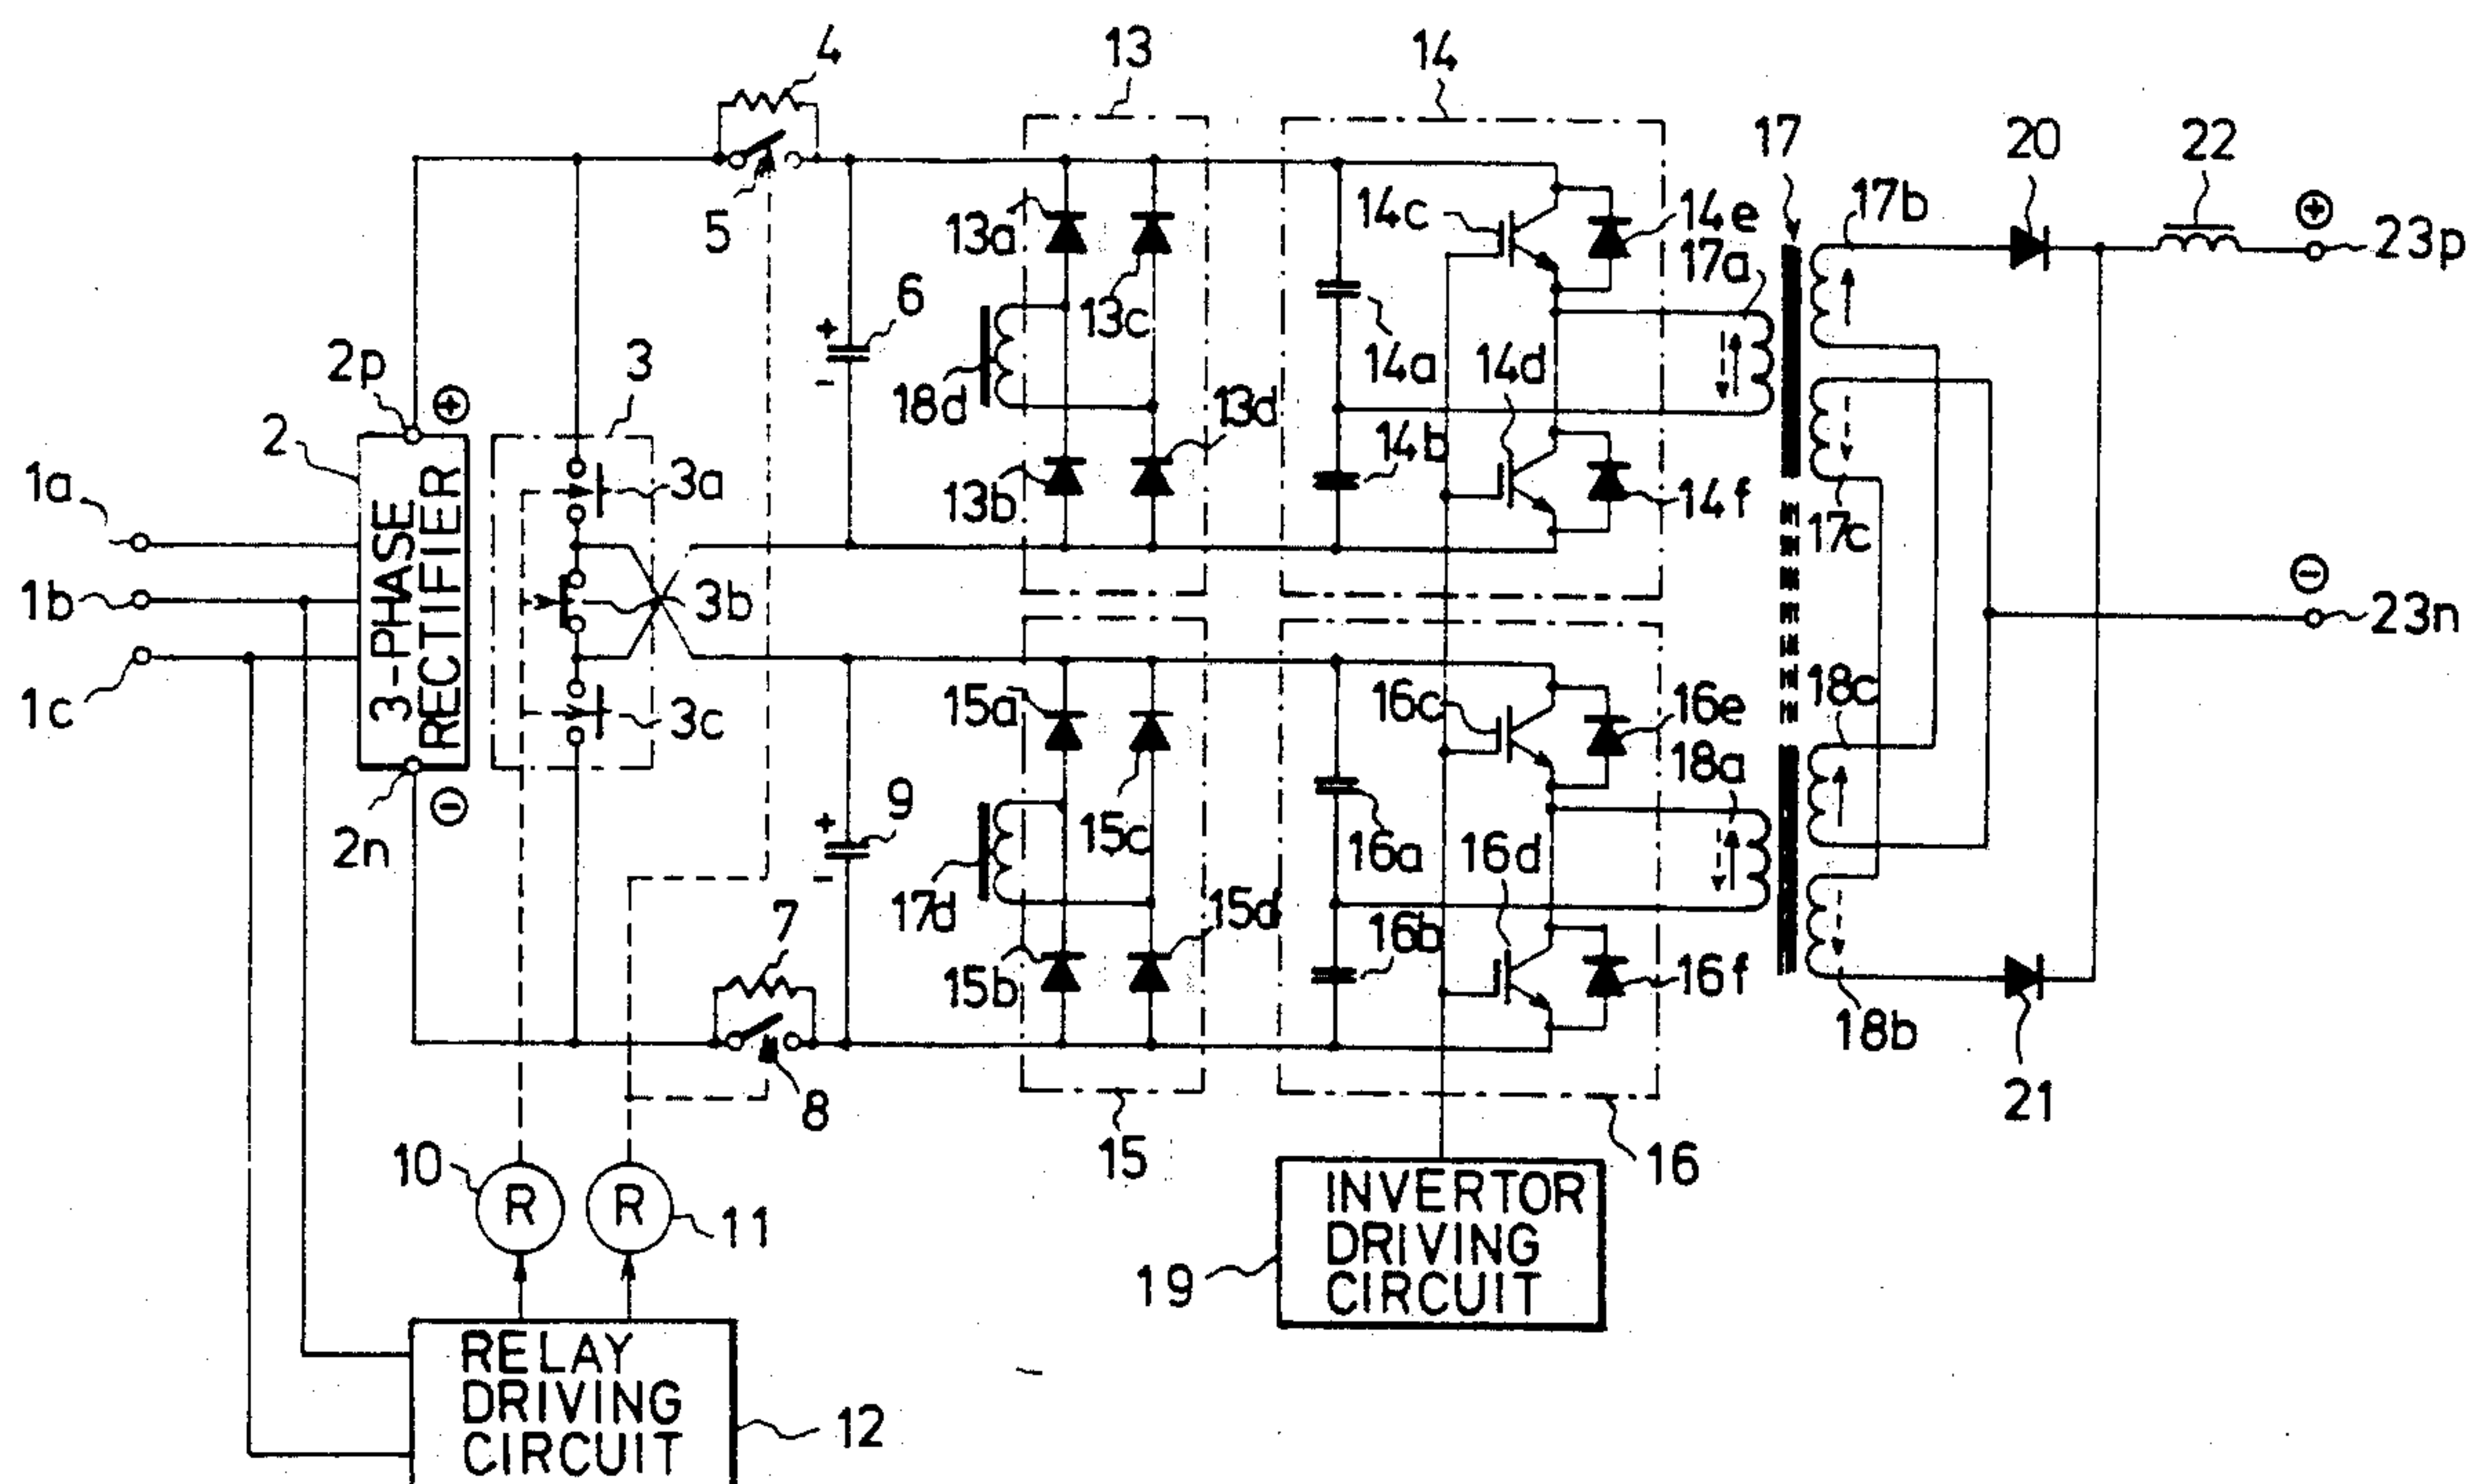 4
13
14
17
20
22
5
13a
13c
14c
14e
17a
17b
⊕
23p
6
+
-
18d
14a
14d
13d
2p
⊕
3
2
3-PHASE
RECTIFIER
3a
13b
14b
14f
17c
1a
1b
1c
3b
⊖
23n
3c
15a
16c
16e
18a
18c
2n
⊖
9
+
-
15c
17d
16a
16d
15d
7
15b
16b
16f
18b
8
15
16
21
10
R
R
11
19
INVERTOR
DRIVING
CIRCUIT
RELAY
DRIVING
CIRCUIT
12